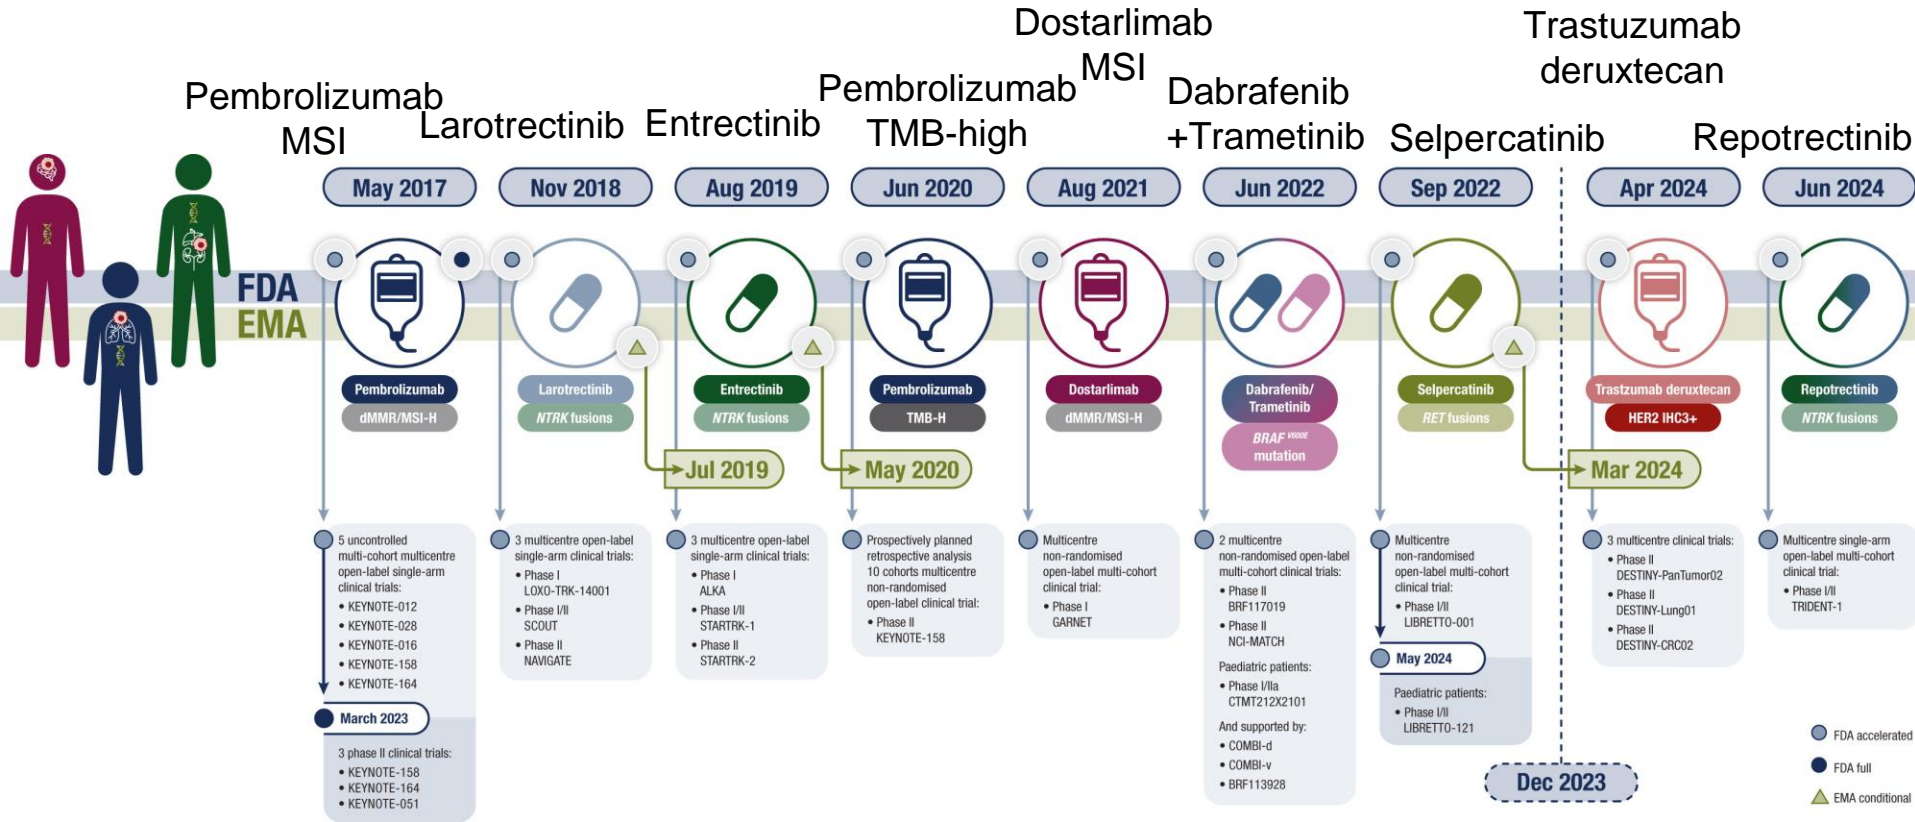 Dostarlimab
MSI
Trastuzumab
deruxtecan
Pembrolizumab
MSI
Larotrectinib
Entrectinib
Pembrolizumab
TMB-high
Dabrafenib
+Trametinib
Selpercatinib
Repotrectinib
May 2017
Nov 2018
Aug 2019
Jun 2020
Aug 2021
Jun 2022
Sep 2022
Apr 2024
Jun 2024
FDA
EMA
Pembrolizumab
dMMR/MSI-H
Larotrectinib
NTRK fusions
Entrectinib
NTRK fusions
Pembrolizumab
TMB-H
Dostarlimab
dMMR/MSI-H
Dabrafenib/
Trametinib
BRAF V600E
mutation
Selpercatinib
RET fusions
Trastzumab deruxtecan
HER2 IHC3+
Repotrectinib
NTRK fusions
Jul 2019
May 2020
Mar 2024
5 uncontrolled
multi-cohort multicentre
open-label single-arm
clinical trials:
• KEYNOTE-012
• KEYNOTE-028
• KEYNOTE-016
• KEYNOTE-158
• KEYNOTE-164
March 2023
3 phase II clinical trials:
• KEYNOTE-158
• KEYNOTE-164
• KEYNOTE-051
3 multicentre open-label
single-arm clinical trials:
• Phase I
LOXO-TRK-14001
• Phase I/II
SCOUT
• Phase II
NAVIGATE
3 multicentre open-label
single-arm clinical trials:
• Phase I
ALKA
• Phase I/II
STARTRK-1
• Phase II
STARTRK-2
Prospectively planned
retrospective analysis
10 cohorts multicentre
non-randomised
open-label clinical trial:
• Phase II
KEYNOTE-158
Multicentre
non-randomised
open-label multi-cohort
clinical trial:
• Phase I
GARNET
2 multicentre
non-randomised open-label
multi-cohort clinical trials:
• Phase II
BRF117019
• Phase II
NCI-MATCH
Paediatric patients:
• Phase I/IIa
CTMT212X2101
And supported by:
• COMBI-d
• COMBI-v
• BRF113928
Multicentre
non-randomised
open-label multi-cohort
clinical trial:
• Phase I/II
LIBRETTO-001
May 2024
Paediatric patients:
• Phase I/II
LIBRETTO-121
3 multicentre clinical trials:
• Phase II
DESTINY-PanTumor02
• Phase II
DESTINY-Lung01
• Phase II
DESTINY-CRC02
Multicentre single-arm
open-label multi-cohort
clinical trial:
• Phase I/II
TRIDENT-1
Dec 2023
FDA accelerated
FDA full
EMA conditional